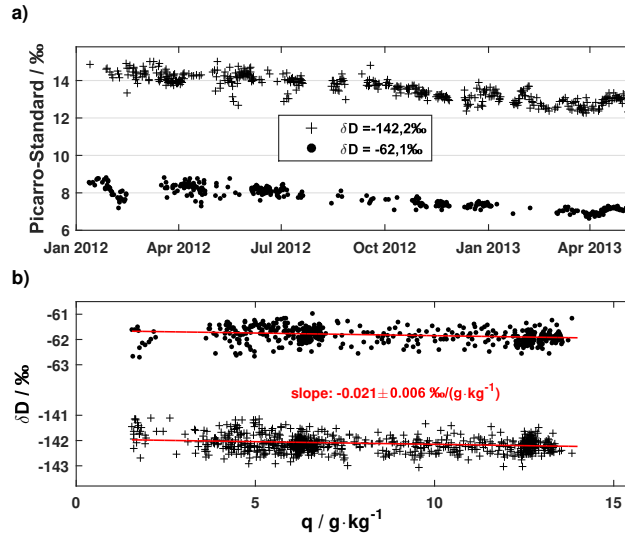 a)
Picarro-Standard / ‰
14
12
10
8
6
+ δD =-142,2‰
● δD = -62,1‰
Jan 2012 Apr 2012 Jul 2012 Oct 2012 Jan 2013 Apr 2013
b)
δD / ‰
-61
-62
-63
slope: -0.021±0.006 ‰/(g·kg⁻¹)
-141
-142
-143
0 5 10 15
q / g·kg⁻¹